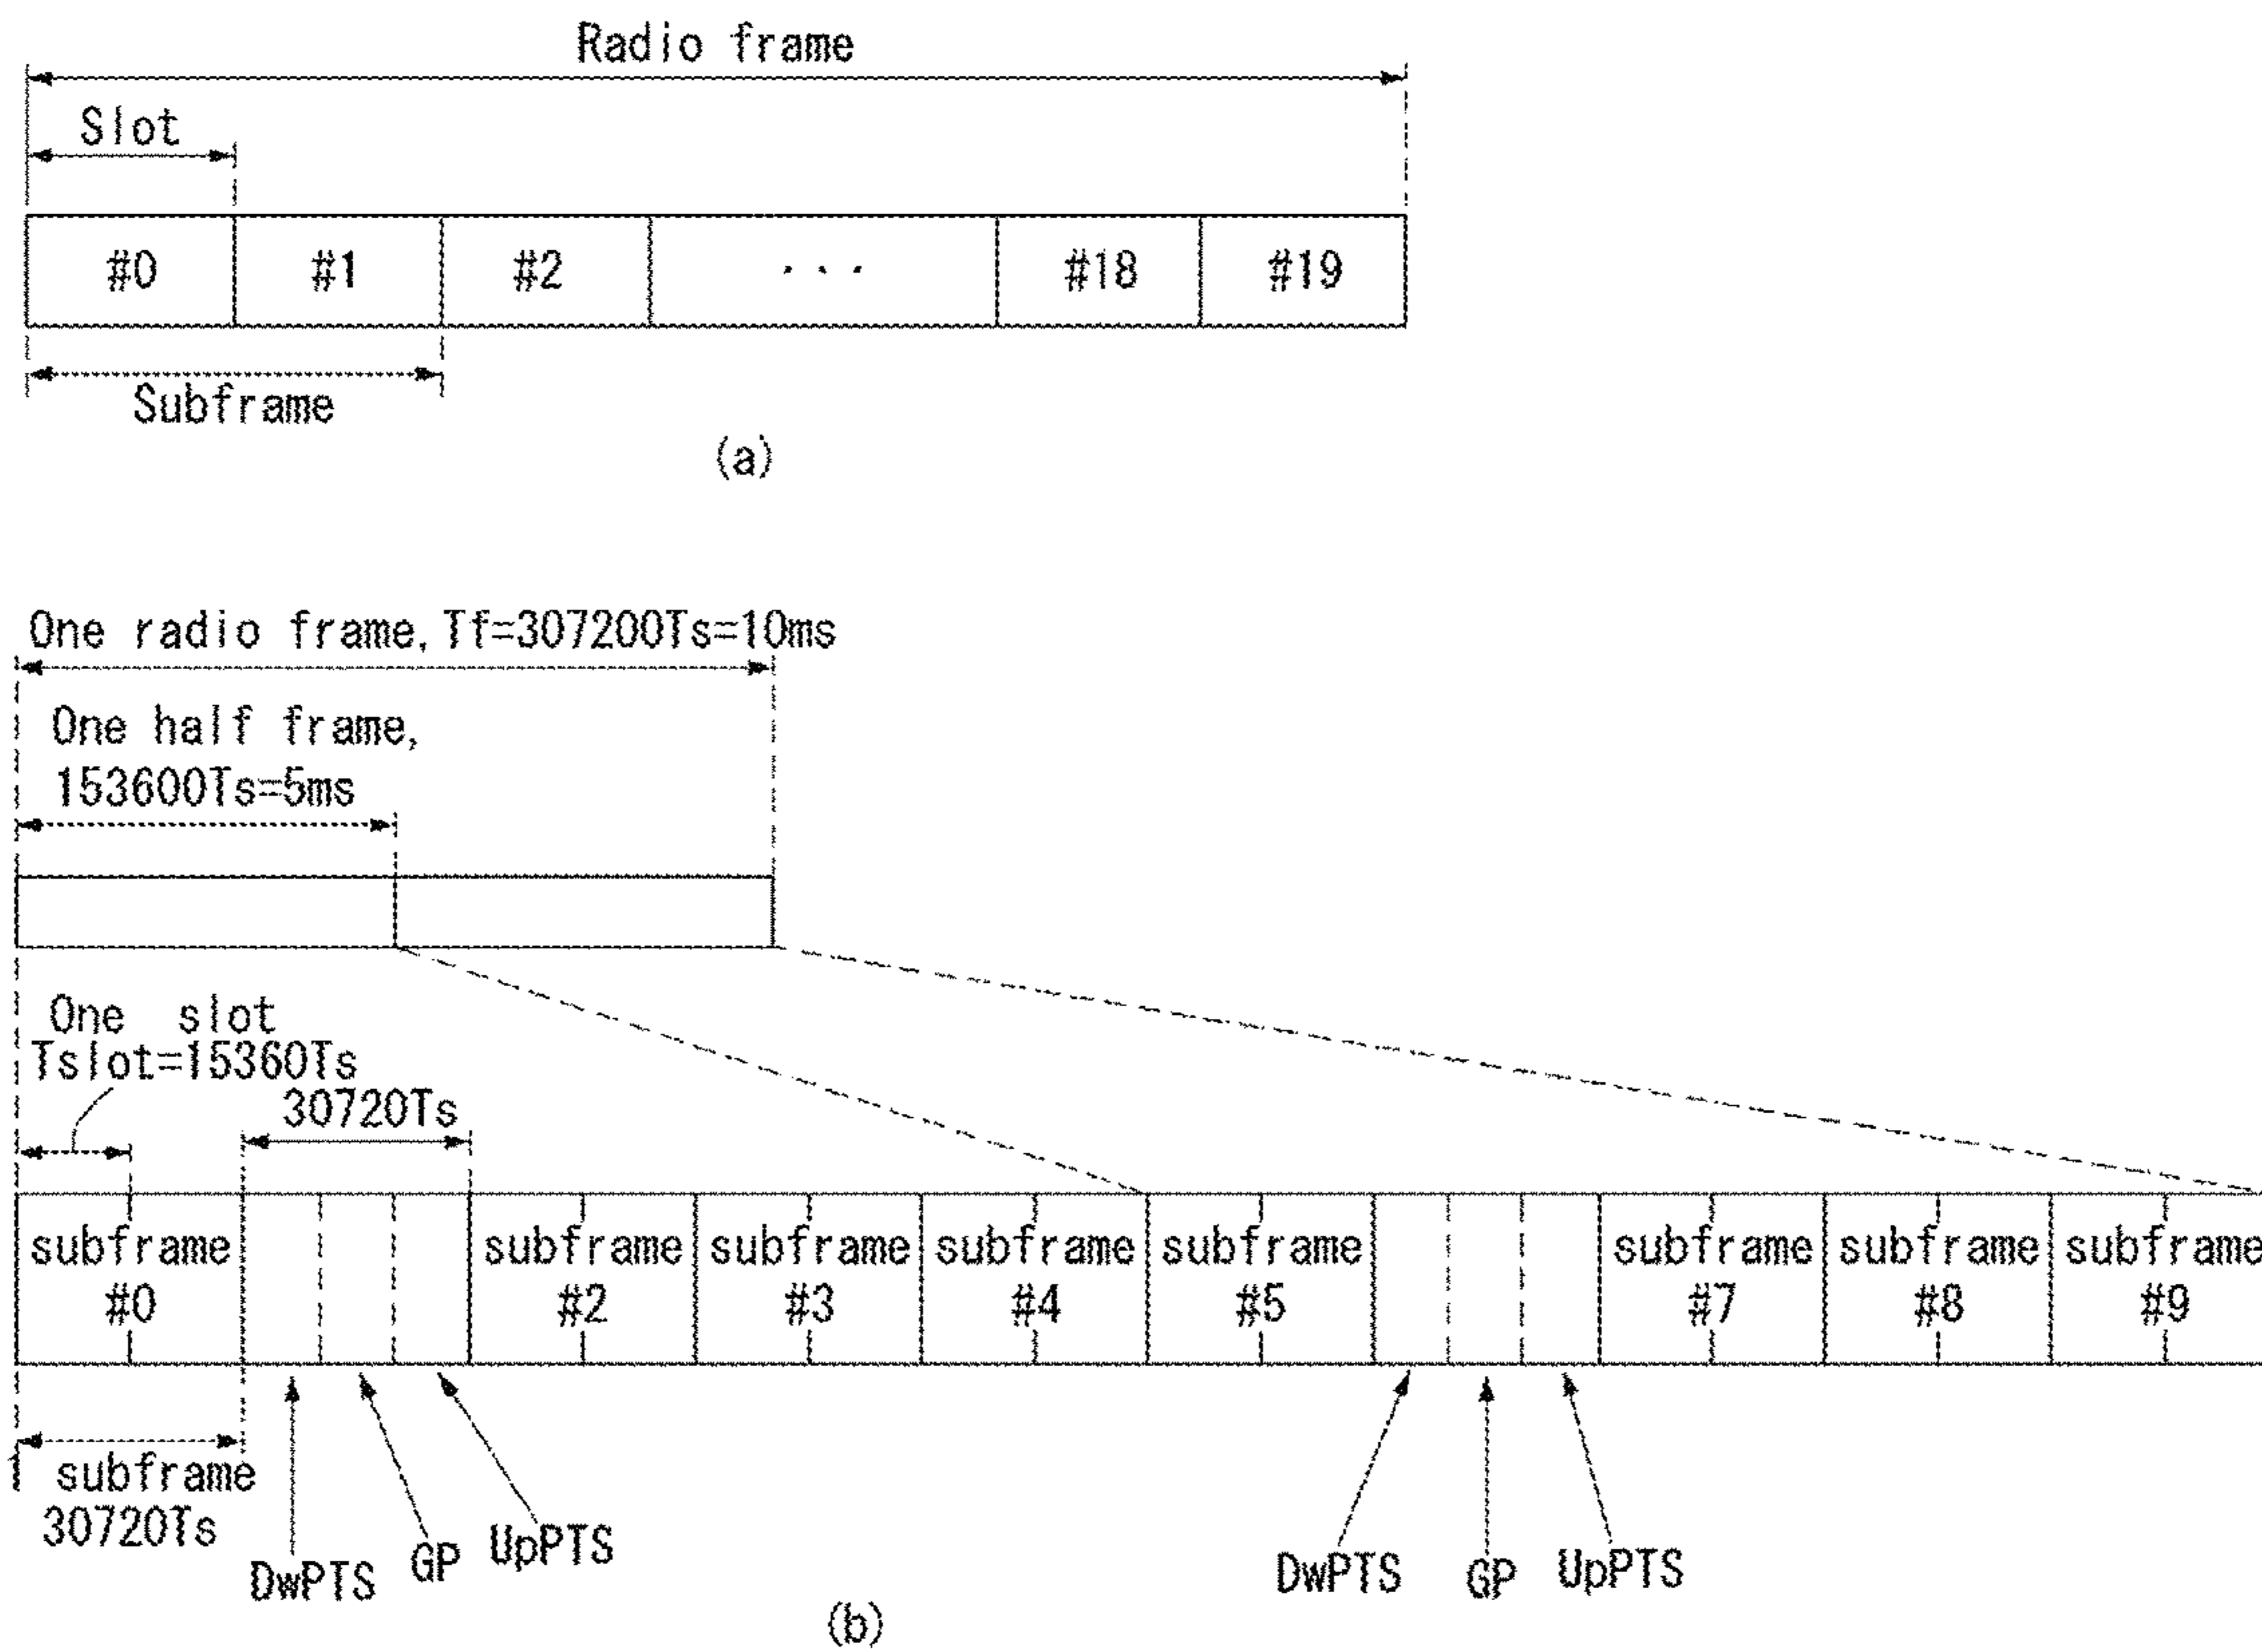 Radio frame
Slot
#0 #1 #2 ... #18 #19
Subframe
(a)
One radio frame, Tf=307200Ts=10ms
One half frame,
153600Ts=5ms
One slot
Tslot=15360Ts
30720Ts
subframe subframe subframe subframe subframe subframe subframe subframe
#0 #2 #3 #4 #5 #7 #8 #9
1 subframe
30720Ts
DwPTS GP UpPTS DwPTS GP UpPTS
(b)